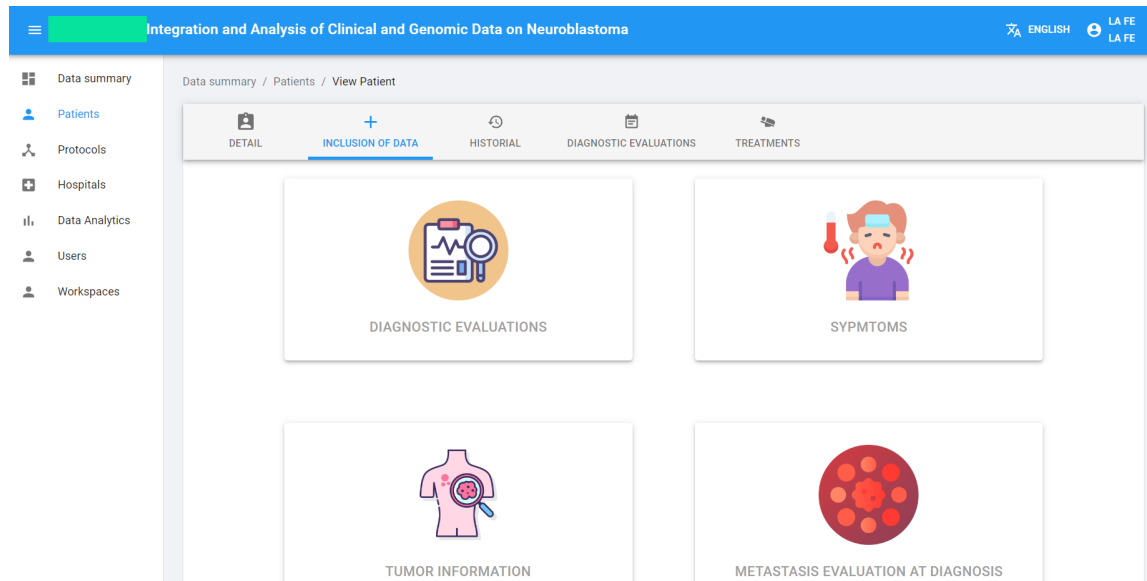 Integration and Analysis of Clinical and Genomic Data on Neuroblastoma
ENGLISH
LA FE
LA FE
Data summary
Patients
Protocols
Hospitals
Data Analytics
Users
Workspaces
Data summary / Patients / View Patient
DETAIL
INCLUSION OF DATA
HISTORIAL
DIAGNOSTIC EVALUATIONS
TREATMENTS
DIAGNOSTIC EVALUATIONS
SYPMTOMS
TUMOR INFORMATION
METASTASIS EVALUATION AT DIAGNOSIS